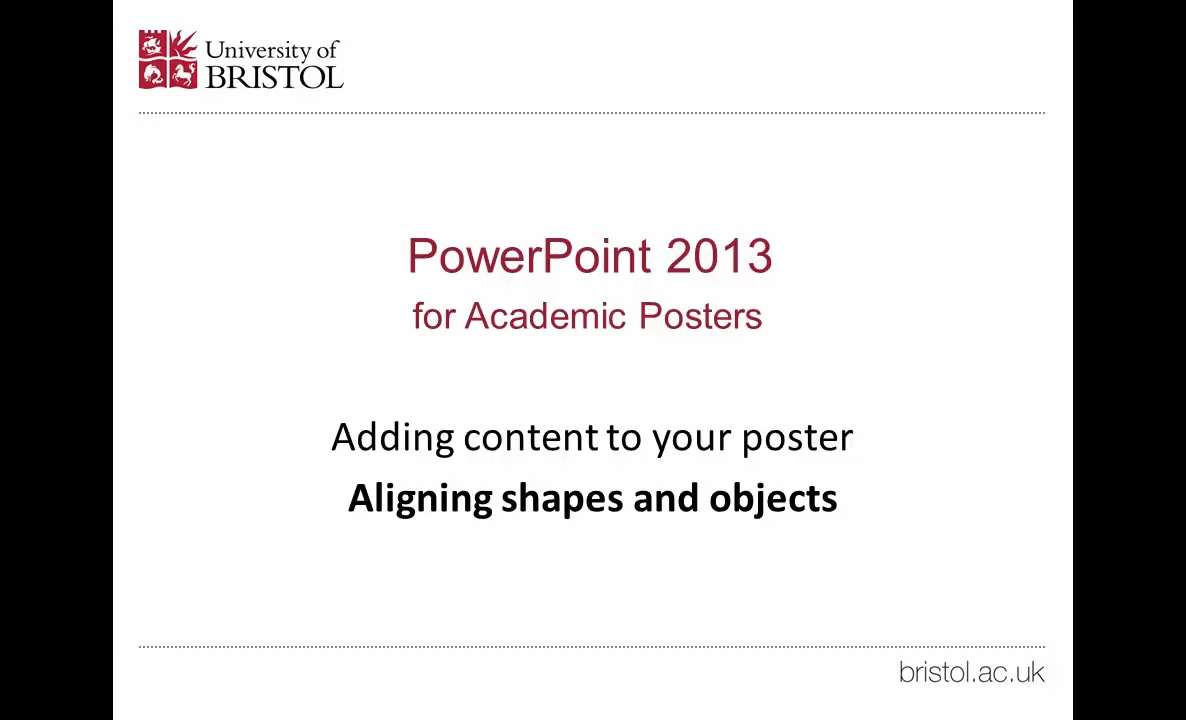 University of
BRISTOL
PowerPoint 2013
for Academic Posters
Adding content to your poster
Aligning shapes and objects
bristol.ac.uk